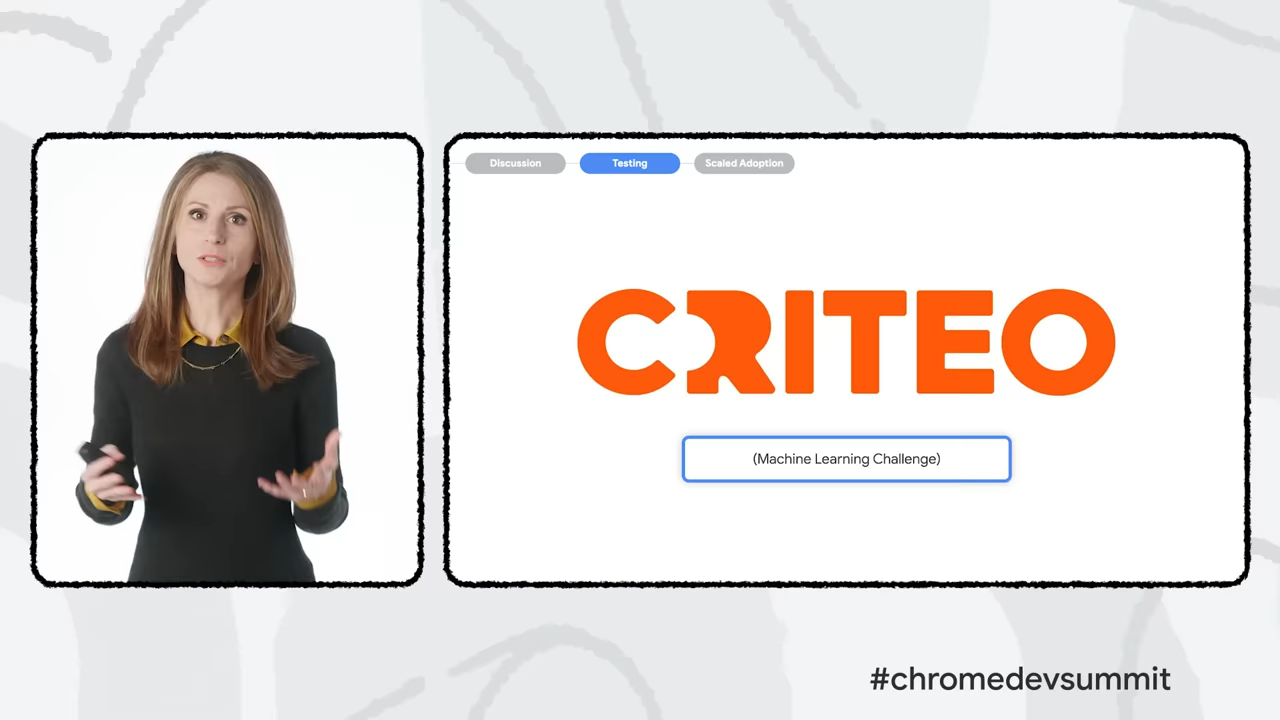 Discussion
Testing
Scaled Adoption
CRITEO
(Machine Learning Challenge)
#chromedevsummit